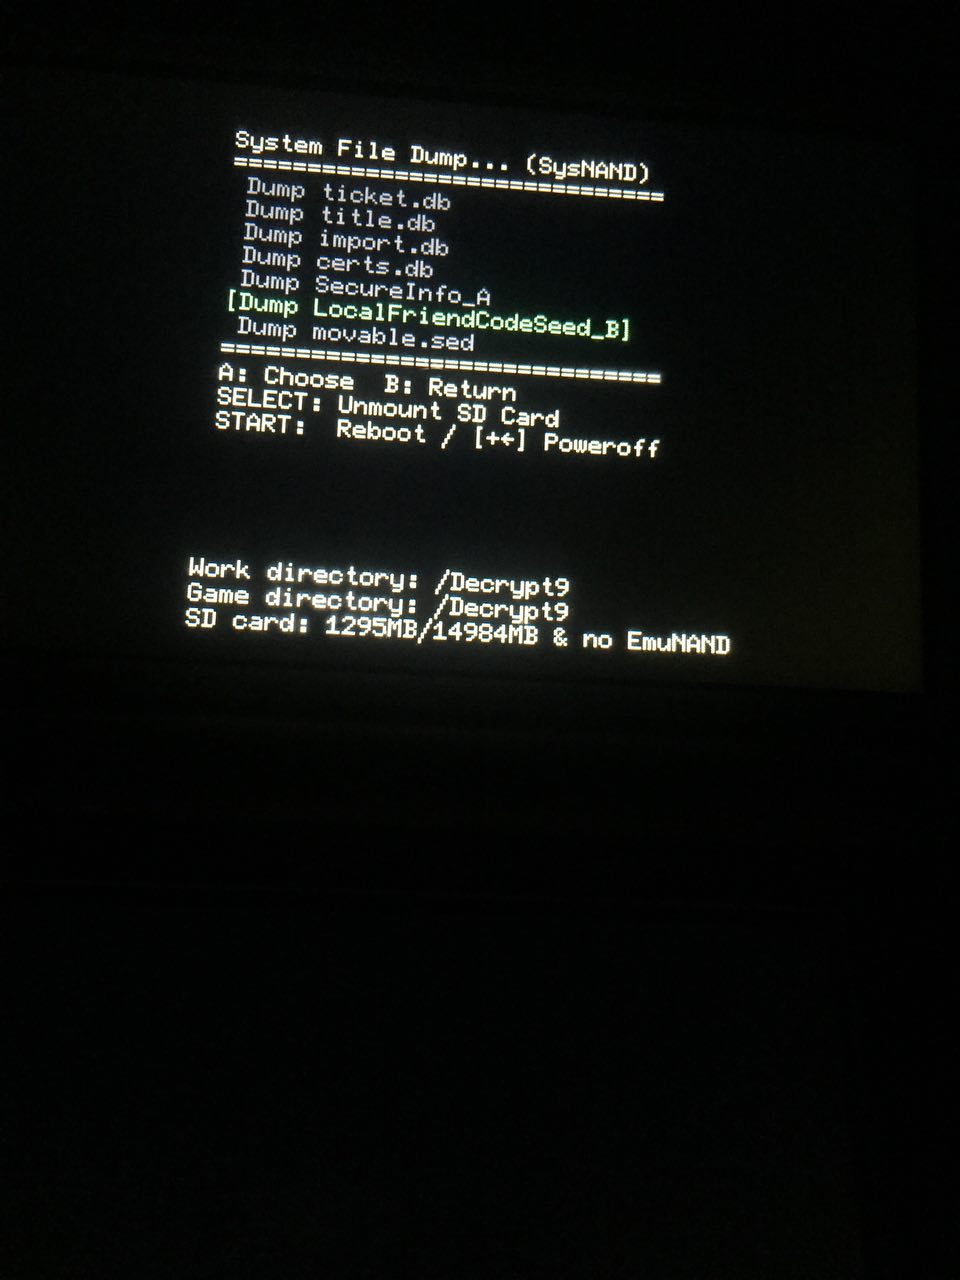 System File Dump... (SysNAND)
==============================
Dump ticket.db
Dump title.db
Dump import.db
Dump certs.db
Dump SecureInfo_A
[Dump LocalFriendCodeSeed_B]
Dump movable.sed
==============================
A: Choose  B: Return
SELECT: Unmount SD Card
START:  Reboot / [+←] Poweroff
Work directory: /Decrypt9
Game directory: /Decrypt9
SD card: 1295MB/14984MB & no EmuNAND